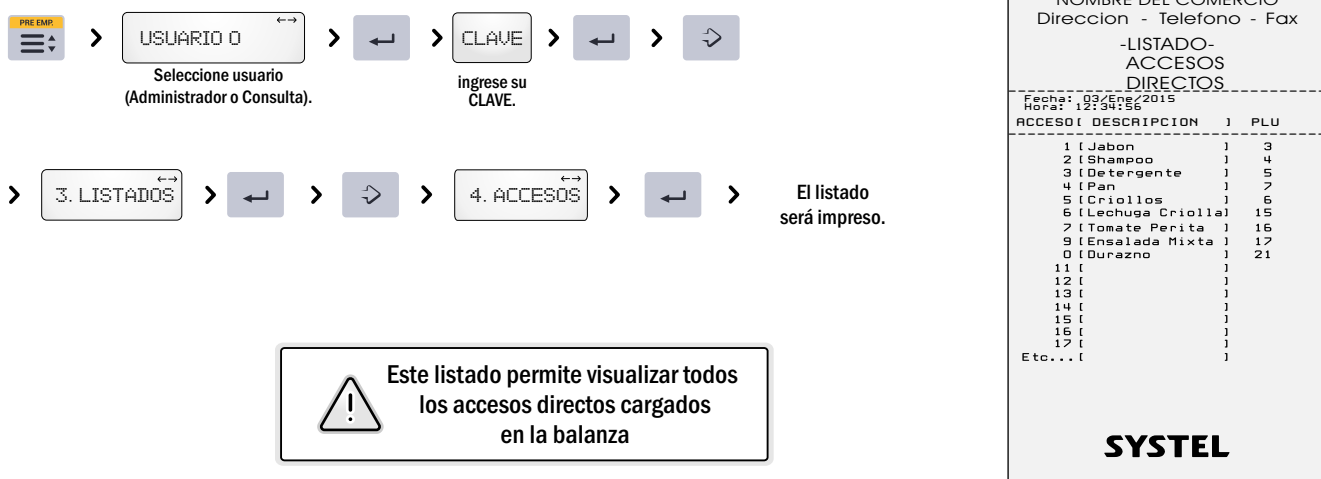 PRE EMP.
USUARIO 0
CLAVE
Seleccione usuario
(Administrador o Consulta).
ingrese su
CLAVE.
3. LISTADOS
4. ACCESOS
El listado
será impreso.
Este listado permite visualizar todos
los accesos directos cargados
en la balanza
NOMBRE DEL COMERCIO
Direccion - Telefono - Fax
-LISTADO-
ACCESOS
DIRECTOS
Fecha: 03/Ene/2015
Hora: 12:34:56
ACCESO[ DESCRIPCION ] PLU
1 [Jabon ] 3
2 [Shampoo ] 4
3 [Detergente ] 5
4 [Pan ] 7
5 [Criollos ] 6
6 [Lechuga Criolla] 15
7 [Tomate Perita ] 16
9 [Ensalada Mixta ] 17
0 [Durazno ] 21
11 [ ]
12 [ ]
13 [ ]
14 [ ]
15 [ ]
16 [ ]
17 [ ]
Etc...[ ]
SYSTEL